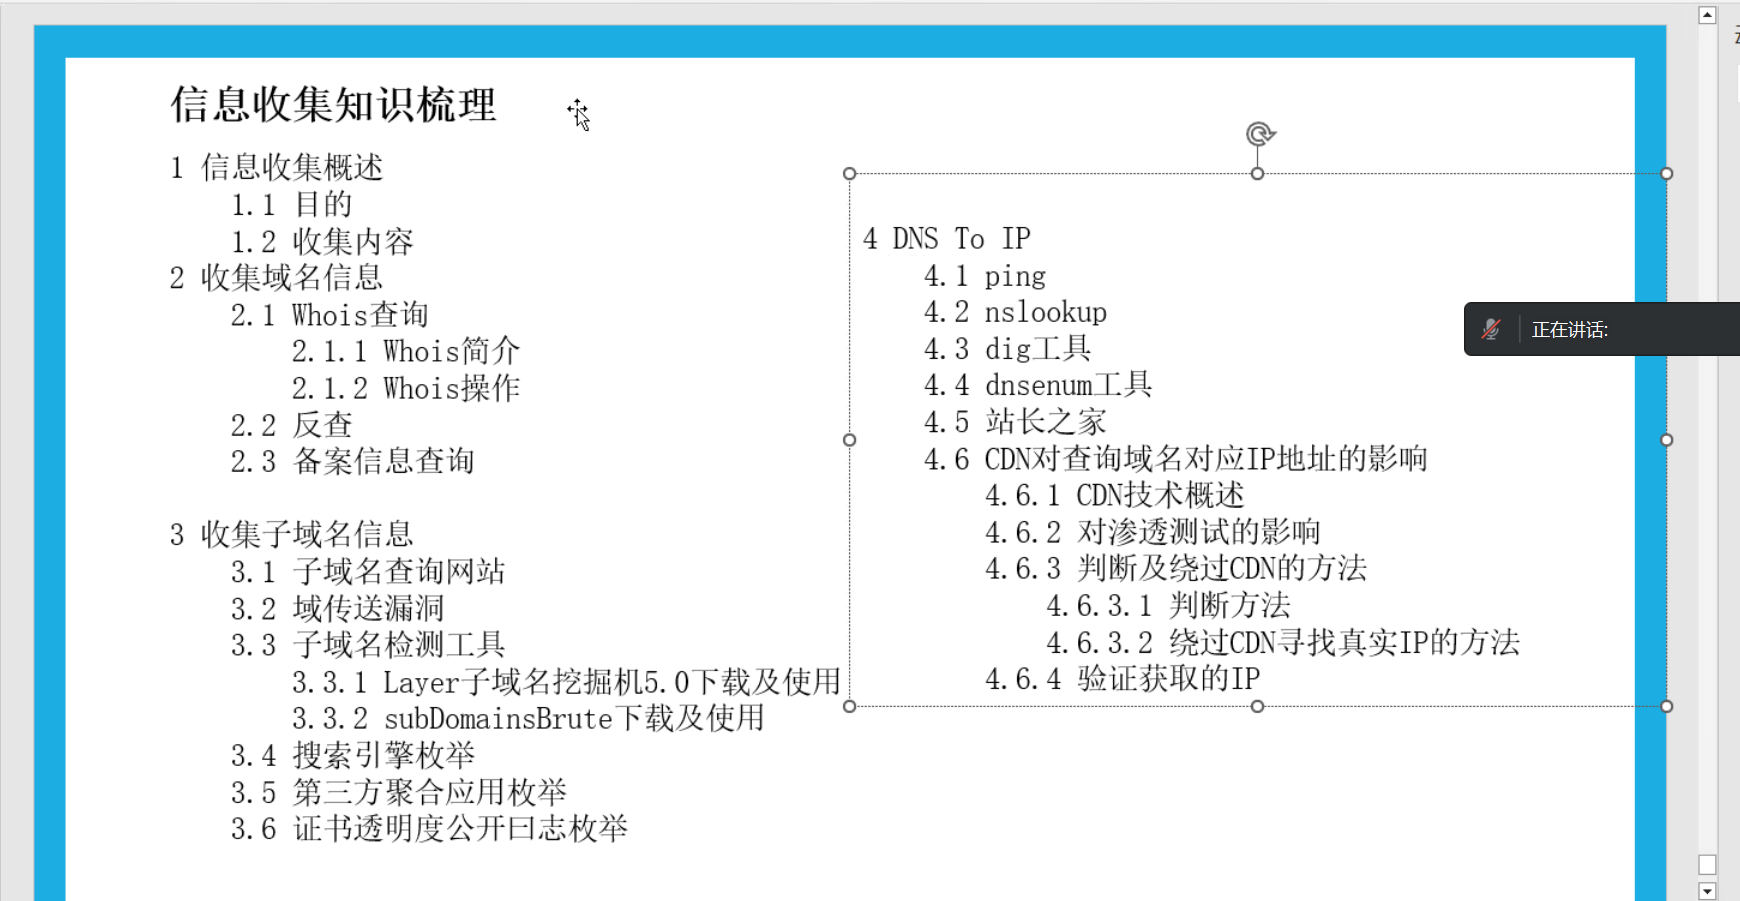 信息收集知识梳理
1 信息收集概述
1.1 目的
1.2 收集内容
2 收集域名信息
2.1 Whois查询
2.1.1 Whois简介
2.1.2 Whois操作
2.2 反查
2.3 备案信息查询
3 收集子域名信息
3.1 子域名查询网站
3.2 域传送漏洞
3.3 子域名检测工具
3.3.1 Layer子域名挖掘机5.0下载及使用
3.3.2 subDomainsBrute下载及使用
3.4 搜索引擎枚举
3.5 第三方聚合应用枚举
3.6 证书透明度公开日志枚举
4 DNS To IP
4.1 ping
4.2 nslookup
4.3 dig工具
4.4 dnsenum工具
4.5 站长之家
4.6 CDN对查询域名对应IP地址的影响
4.6.1 CDN技术概述
4.6.2 对渗透测试的影响
4.6.3 判断及绕过CDN的方法
4.6.3.1 判断方法
4.6.3.2 绕过CDN寻找真实IP的方法
4.6.4 验证获取的IP
正在讲话: